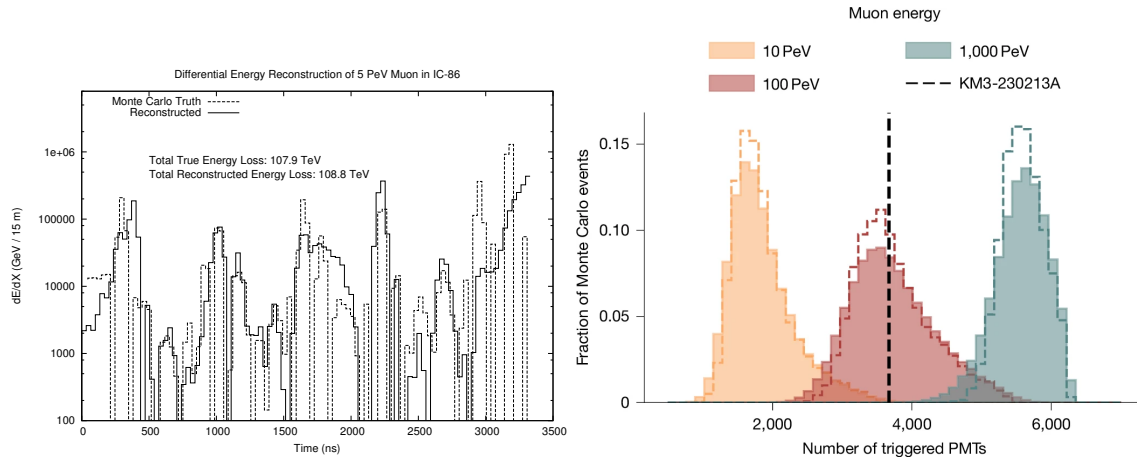 Differential Energy Reconstruction of 5 PeV Muon in IC-86
Monte Carlo Truth
Reconstructed
Total True Energy Loss: 107.9 TeV
Total Reconstructed Energy Loss: 108.8 TeV
1e+06
100000
10000
1000
100
dE/dX (GeV / 15 m)
0 500 1000 1500 2000 2500 3000 3500
Time (ns)
Muon energy
10 PeV 1,000 PeV
100 PeV KM3-230213A
0.15
0.10
0.05
0
Fraction of Monte Carlo events
2,000 4,000 6,000
Number of triggered PMTs